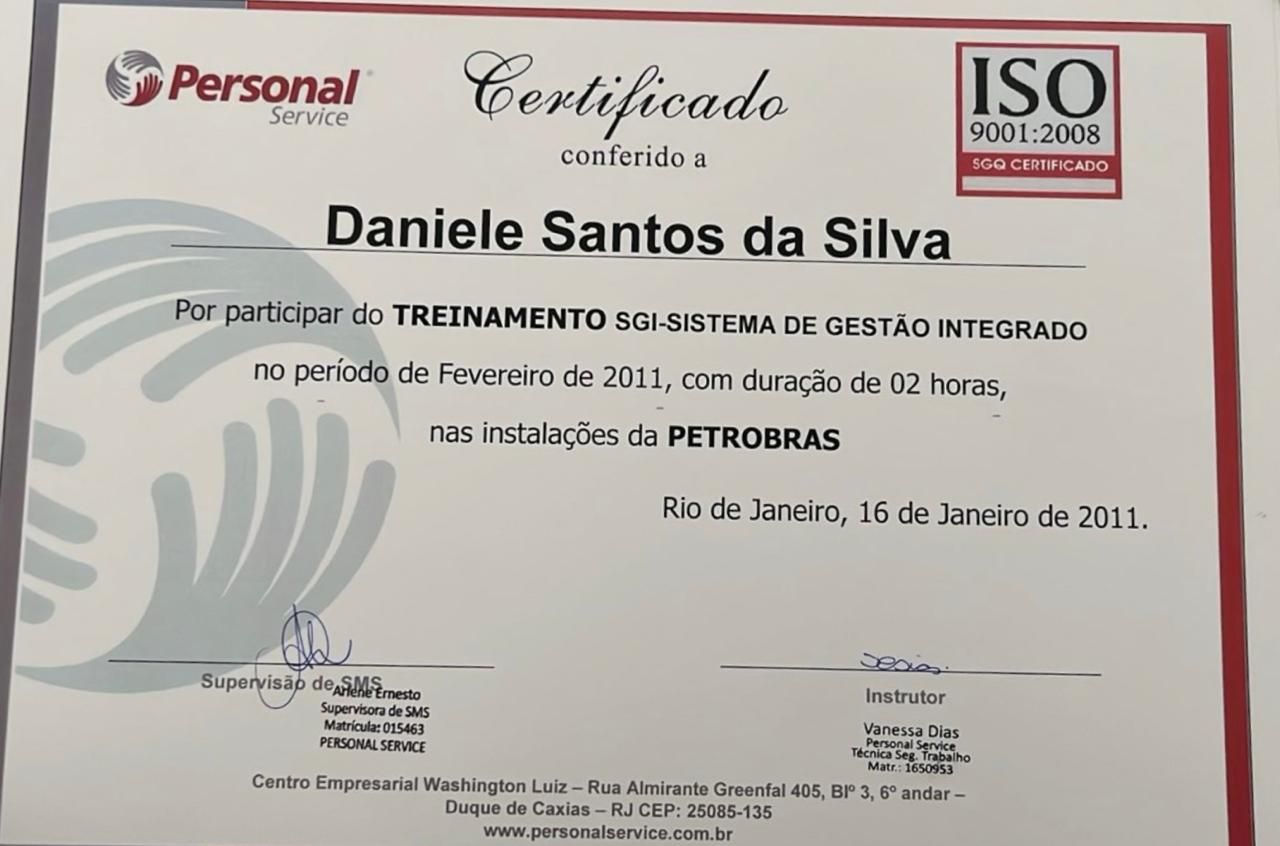 Personal
Service
Certificado
conferido a
ISO
9001:2008
SGQ CERTIFICADO
Daniele Santos da Silva
Por participar do TREINAMENTO SGI-SISTEMA DE GESTÃO INTEGRADO
no período de Fevereiro de 2011, com duração de 02 horas,
nas instalações da PETROBRAS
Rio de Janeiro, 16 de Janeiro de 2011.
Supervisão de SMS
Arlene Ernesto
Supervisora de SMS
Matrícula: 015463
PERSONAL SERVICE
Instrutor
Vanessa Dias
Personal Service
Técnica Seg. Trabalho
Matr.: 1650953
Centro Empresarial Washington Luiz – Rua Almirante Greenfal 405, Blº 3, 6º andar –
Duque de Caxias – RJ CEP: 25085-135
www.personalservice.com.br